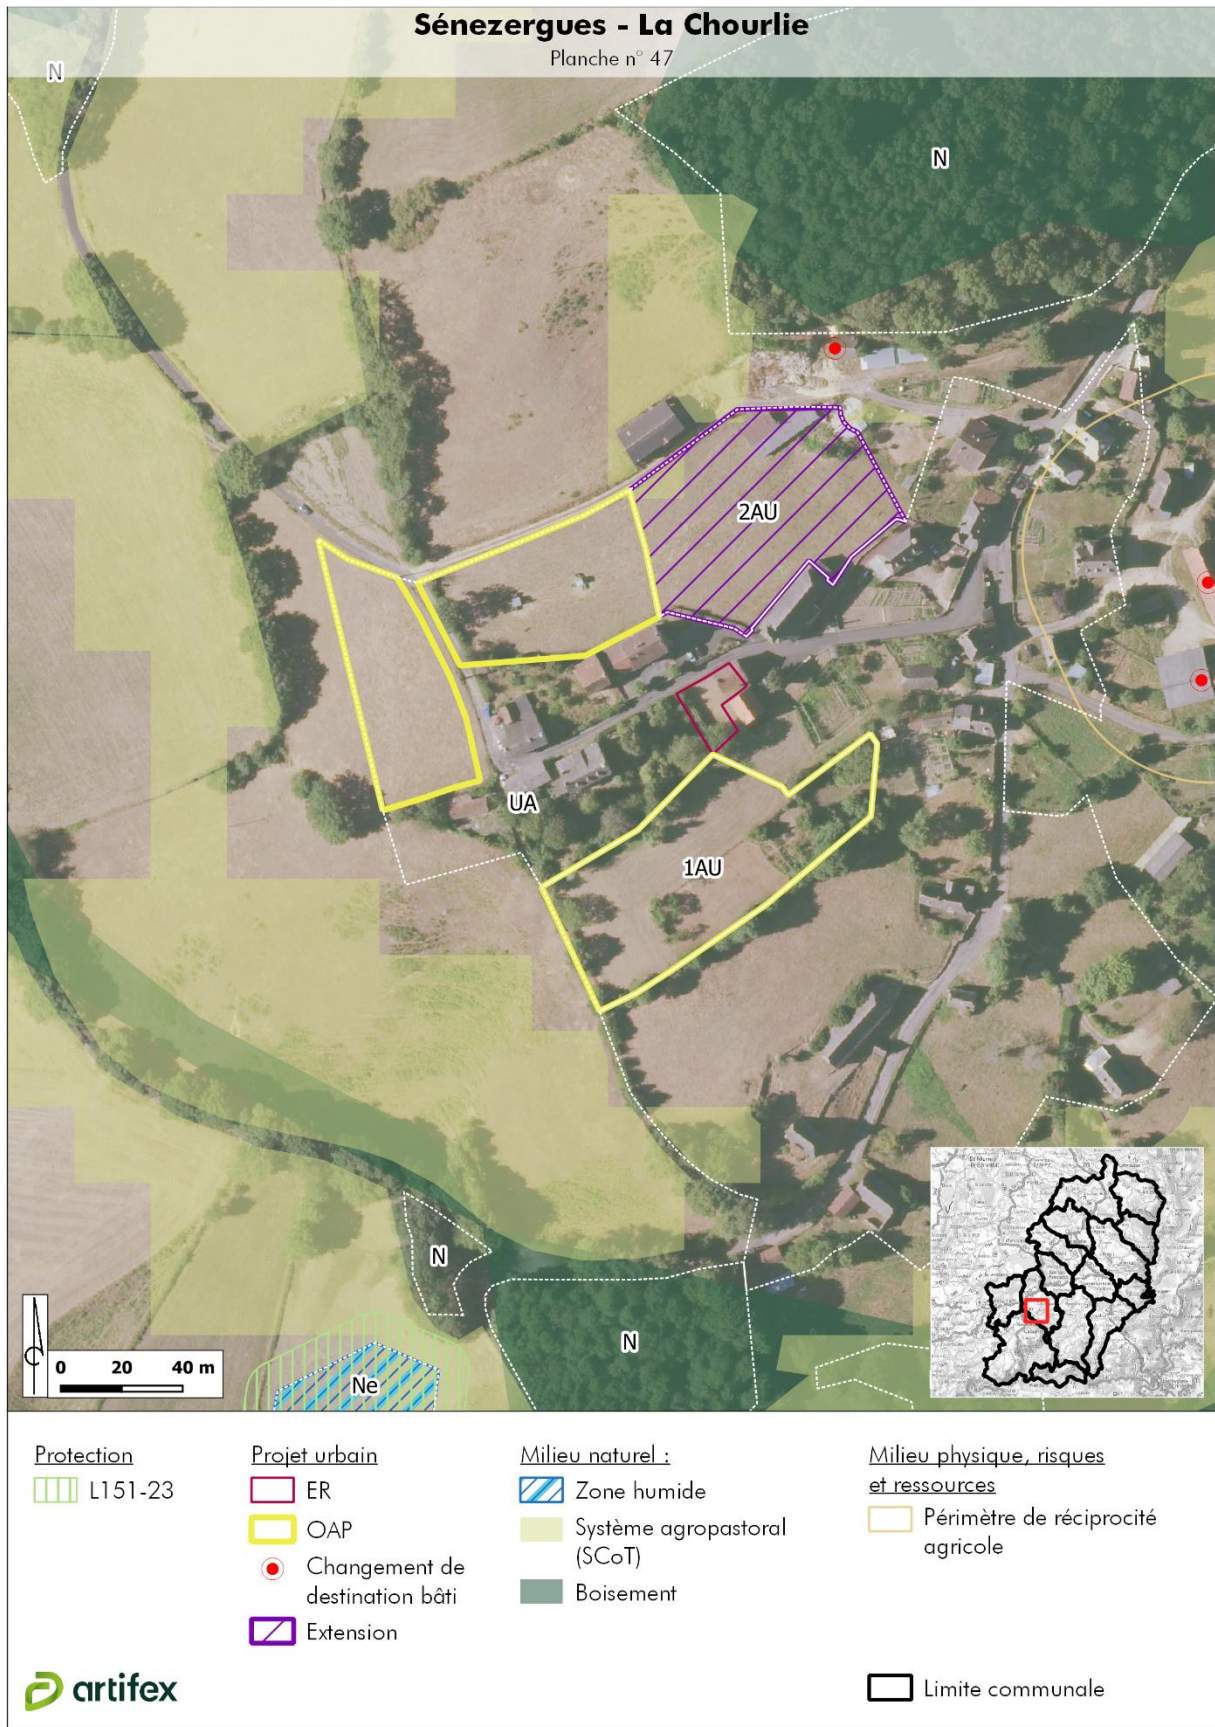 Sénezergues - La Chourlie
Planche n° 47
N
N
2AU
UA
1AU
N
N
Ne
0 20 40 m
Protection
L151-23
Projet urbain
ER
OAP
Changement de
destination bâti
Extension
Milieu naturel :
Zone humide
Système agropastoral
(SCoT)
Boisement
Milieu physique, risques
et ressources
Périmètre de réciprocité
agricole
Limite communale
artifex